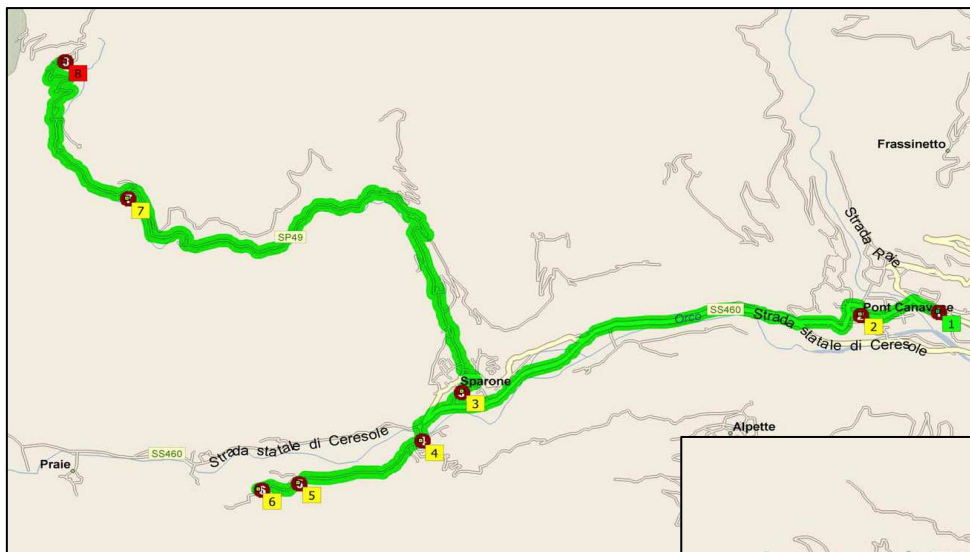 8
Frassinetto
7
SP49
Strada Rale
SS460
Orco
Strada statale di Ceresole
Pont Canavese
2
1
Sparone
3
Alpette
4
Strada statale di Ceresole
SS460
Praie
5
6